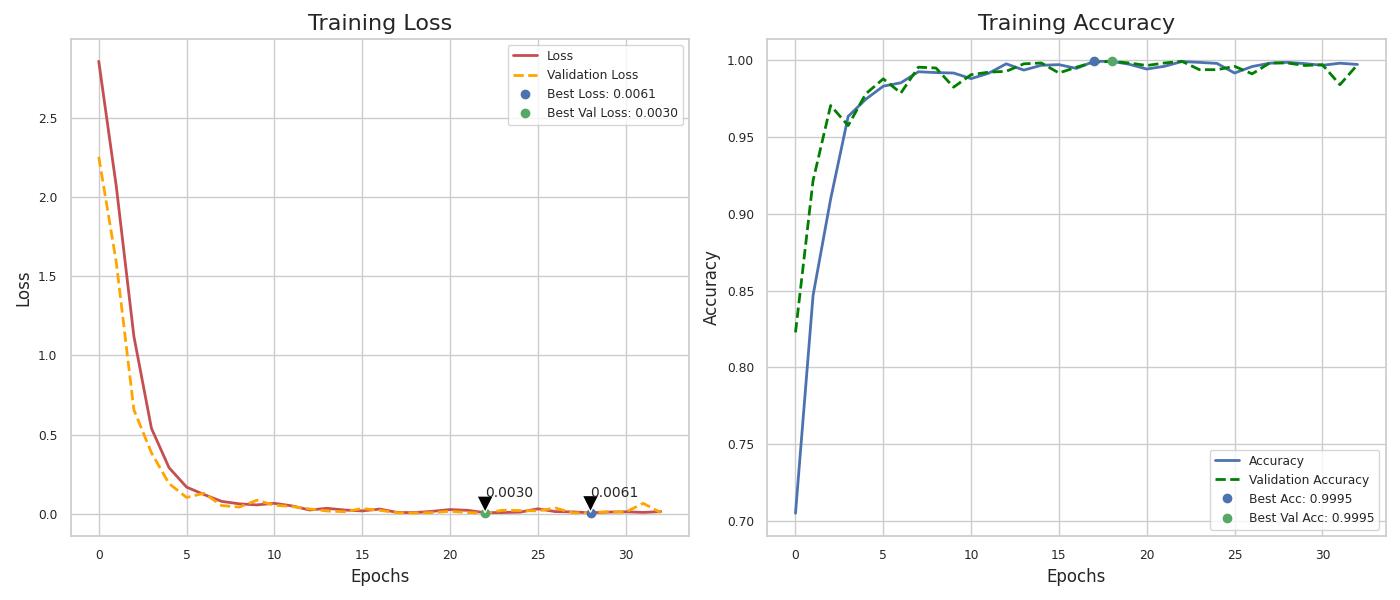 Training Loss
Loss
Validation Loss
Best Loss: 0.0061
Best Val Loss: 0.0030
2.5
2.0
1.5
1.0
0.5
0.0
Loss
0.0030
0.0061
0 5 10 15 20 25 30
Epochs
Training Accuracy
1.00
0.95
0.90
0.85
0.80
0.75
0.70
Accuracy
Accuracy
Validation Accuracy
Best Acc: 0.9995
Best Val Acc: 0.9995
0 5 10 15 20 25 30
Epochs